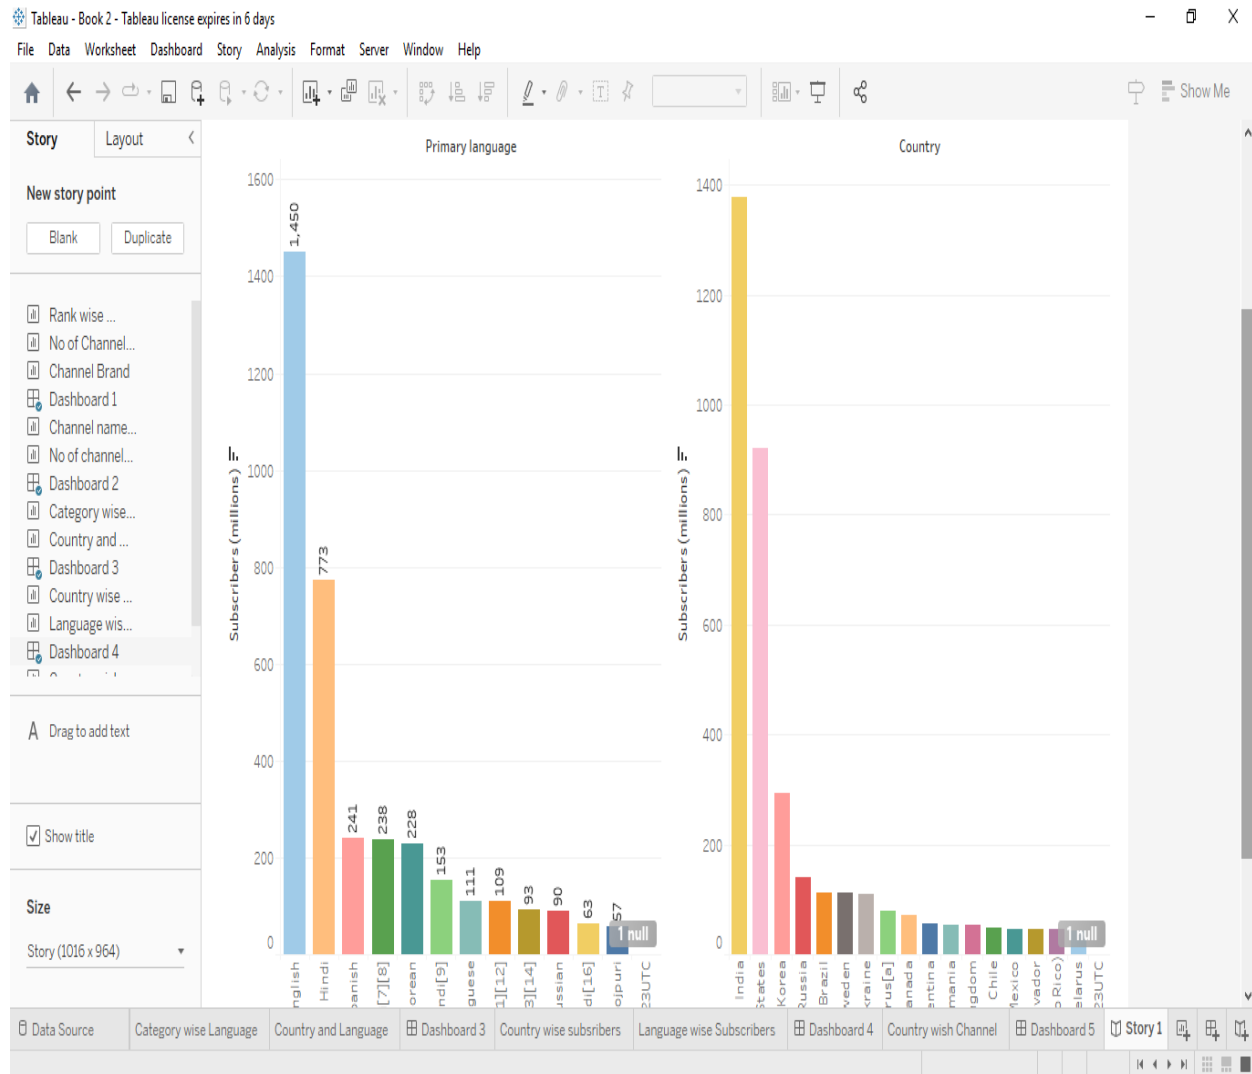 Tableau - Book 2 - Tableau license expires in 6 days
File Data Worksheet Dashboard Story Analysis Format Server Window Help
Show Me
Story Layout
New story point
Blank Duplicate
Rank wise ...
No of Channel...
Channel Brand
Dashboard 1
Channel name...
No of channel...
Dashboard 2
Category wise...
Country and ...
Dashboard 3
Country wise ...
Language wis...
Dashboard 4
A Drag to add text
Show title
Size
Story (1016 x 964)
Primary language
Subscribers (millions)
1600
1400
1200
1000
800
600
400
200
0
1,450
773
241
238
228
153
111
109
93
90
63
57
1 null
nglish
Hindi
panish
[7][8]
orean
ndi[9]
guese
1][12]
3][14]
ussian
di[16]
ojpuri
23UTC
Country
Subscribers (millions)
1400
1200
1000
800
600
400
200
0
1 null
India
States
Korea
Russia
Brazil
weden
kraine
rus[a]
anada
entina
mania
gdom
Chile
Mexico
vador
o Rico)
elarus
23UTC
Data Source Category wise Language Country and Language Dashboard 3 Country wise subsribers Language wise Subscribers Dashboard 4 Country wish Channel Dashboard 5 Story 1